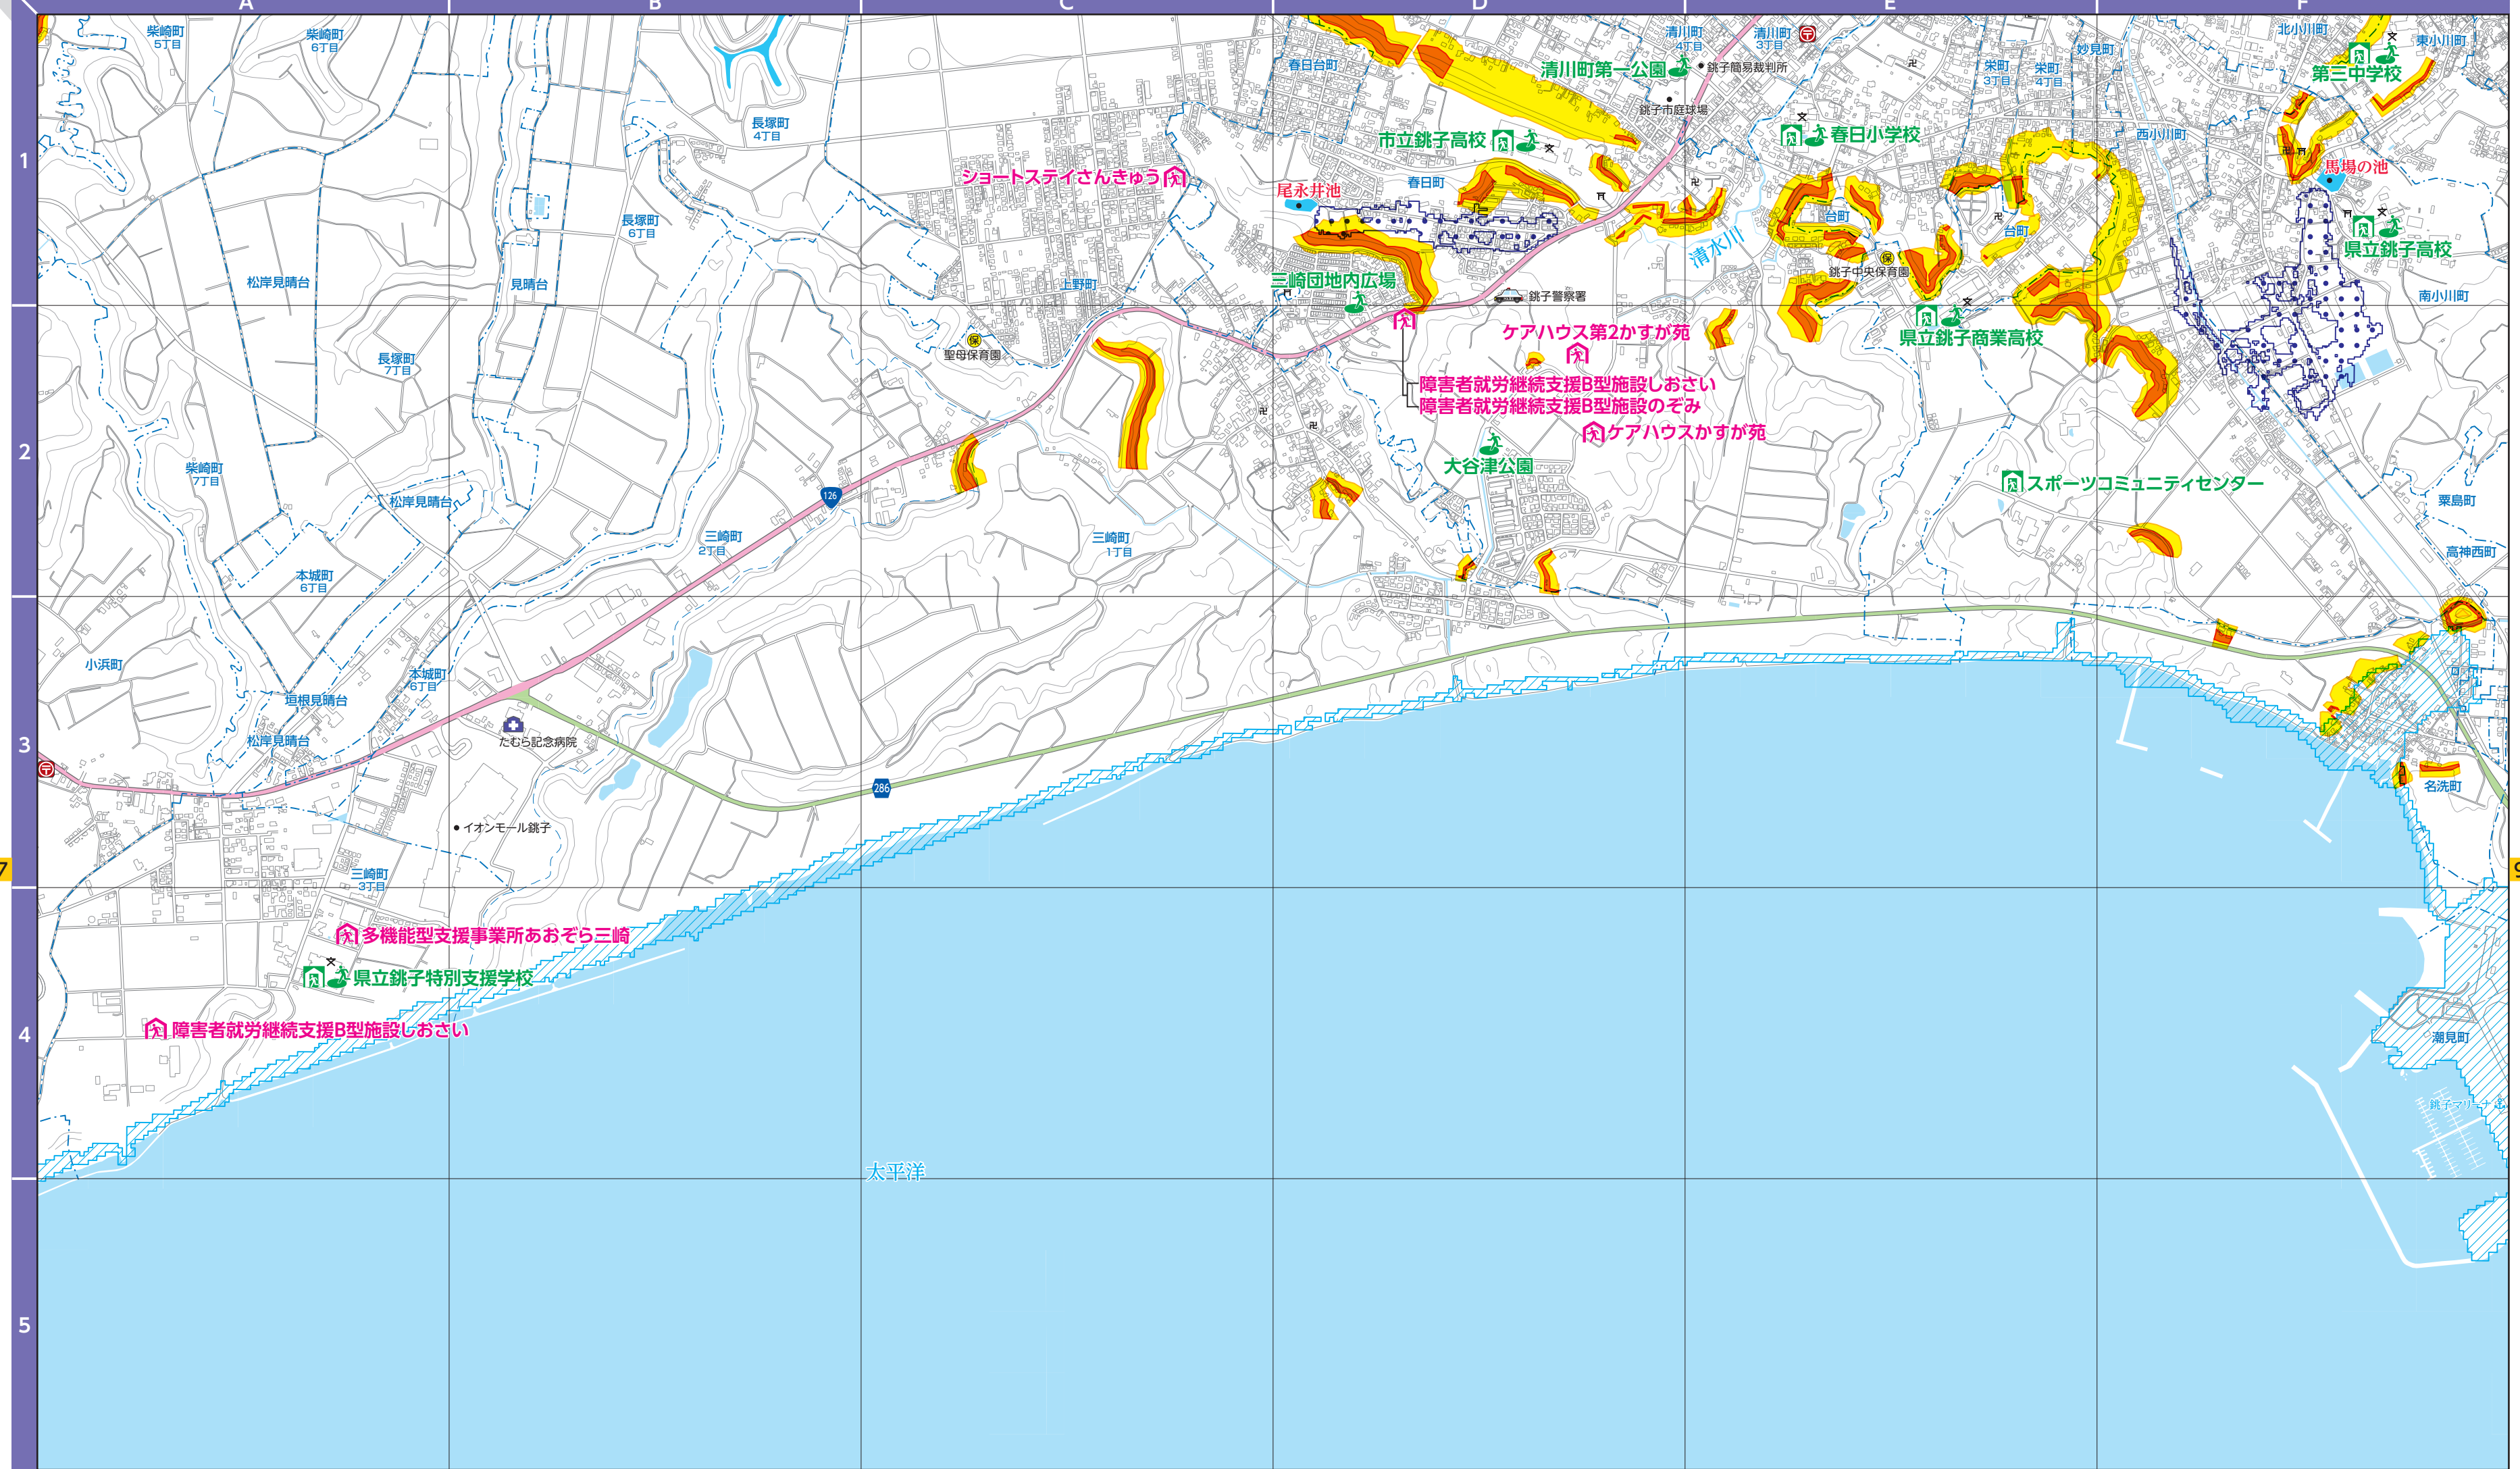 A
B
C
D
E
F
1
2
3
4
5
7
9
柴崎町
5丁目
柴崎町
6丁目
長塚町
4丁目
春日台町
清川町
4丁目
清川町
3丁目
清川町第一公園
銚子簡易裁判所
銚子市庭球場
栄町
3丁目
栄町
4丁目
妙見町
北小川町
東小川町
第三中学校
市立銚子高校
春日小学校
西小川町
ショートステイさんきゅう
尾永井池
春日町
馬場の池
長塚町
6丁目
台町
台町
清水川
県立銚子高校
松岸見晴台
見晴台
上野町
三崎団地内広場
銚子警察署
銚子中央保育園
南小川町
聖母保育園
ケアハウス第2かすが苑
県立銚子商業高校
長塚町
7丁目
障害者就労継続支援B型施設しおさい
障害者就労継続支援B型施設のぞみ
ケアハウスかすが苑
大谷津公園
柴崎町
7丁目
松岸見晴台
126
スポーツコミュニティセンター
粟島町
三崎町
2丁目
三崎町
1丁目
高神西町
本城町
6丁目
小浜町
本城町
6丁目
垣根見晴台
松岸見晴台
たむら記念病院
286
名洗町
イオンモール銚子
三崎町
3丁目
多機能型支援事業所あおぞら三崎
県立銚子特別支援学校
障害者就労継続支援B型施設しおさい
潮見町
銚子マリーナ
太平洋